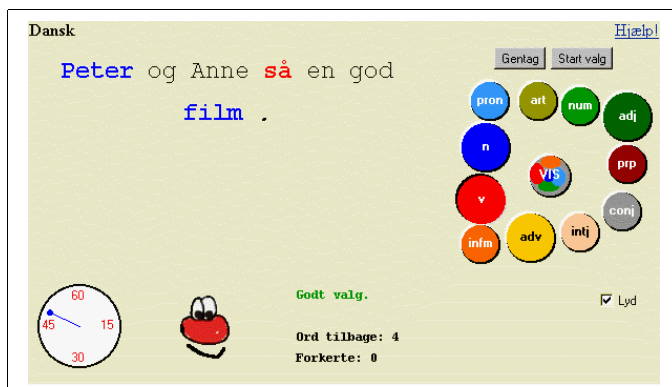 Dansk
Hjælp!
Peter og Anne så en god
film .
Gentag
Start valg
pron
art
num
adj
n
VIS
prp
v
conj
infm
adv
intj
60
45
15
30
Godt valg.
Lyd
Ord tilbage: 4
Forkerte: 0